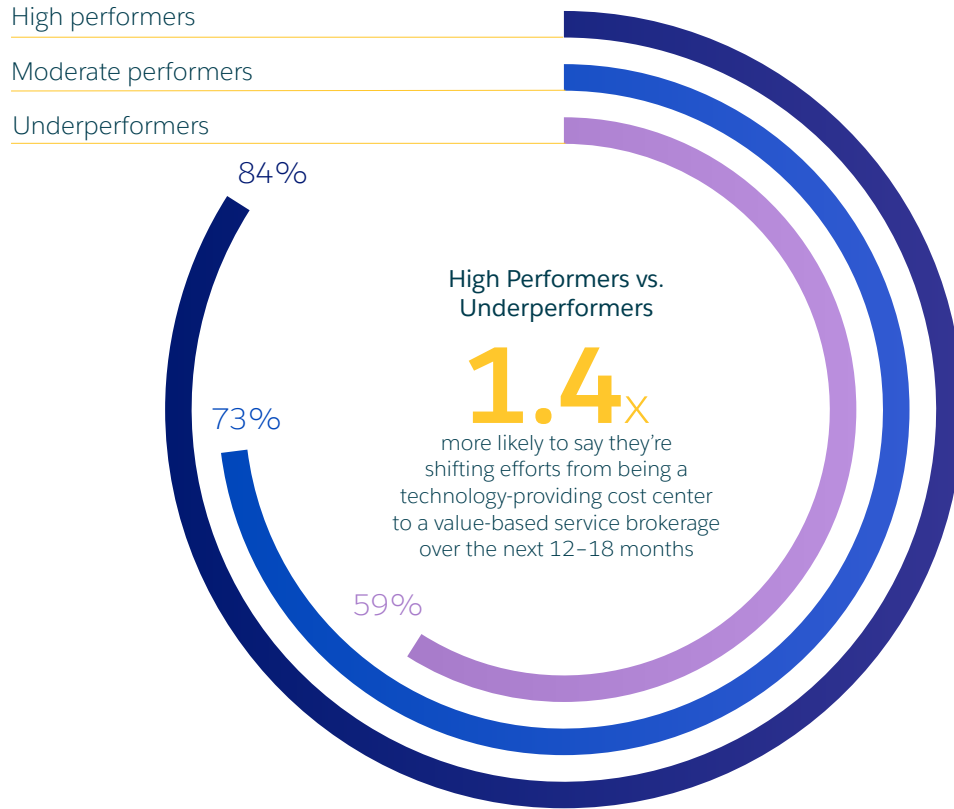 High performers
Moderate performers
Underperformers
84%
High Performers vs.
Underperformers
1.4x
73%
more likely to say they’re
shifting efforts from being a
technology-providing cost center
to a value-based service brokerage
over the next 12–18 months
59%